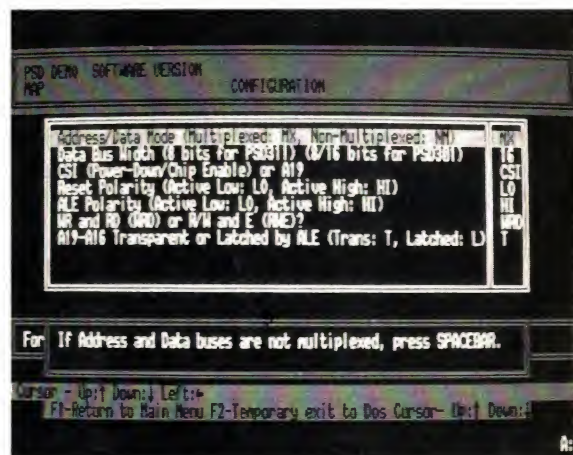 PSD DEMO SOFTWARE VERSION
MAP CONFIGURATION
Address/Data Mode (Multiplexed: MX, Non-Multiplexed: NM) MX
Data Bus Width (8 bits for PSD311) (8/16 bits for PSD301) 16
CSI (Power-Down/Chip Enable) or A19 CSI
Reset Polarity (Active Low: LO, Active High: HI) LO
ALE Polarity (Active Low: LO, Active High: HI) HI
WR and RD (WRD) or R/W and E (RWE)? WRD
A19-A16 Transparent or Latched by ALE (Trans: T, Latched: L) T
For If Address and Data buses are not multiplexed, press SPACEBAR.
Cursor - Up:↑ Down:↓ Left:←
F1-Return to Main Menu F2-Temporary exit to Dos Cursor- Up:↑ Down:↓
A: